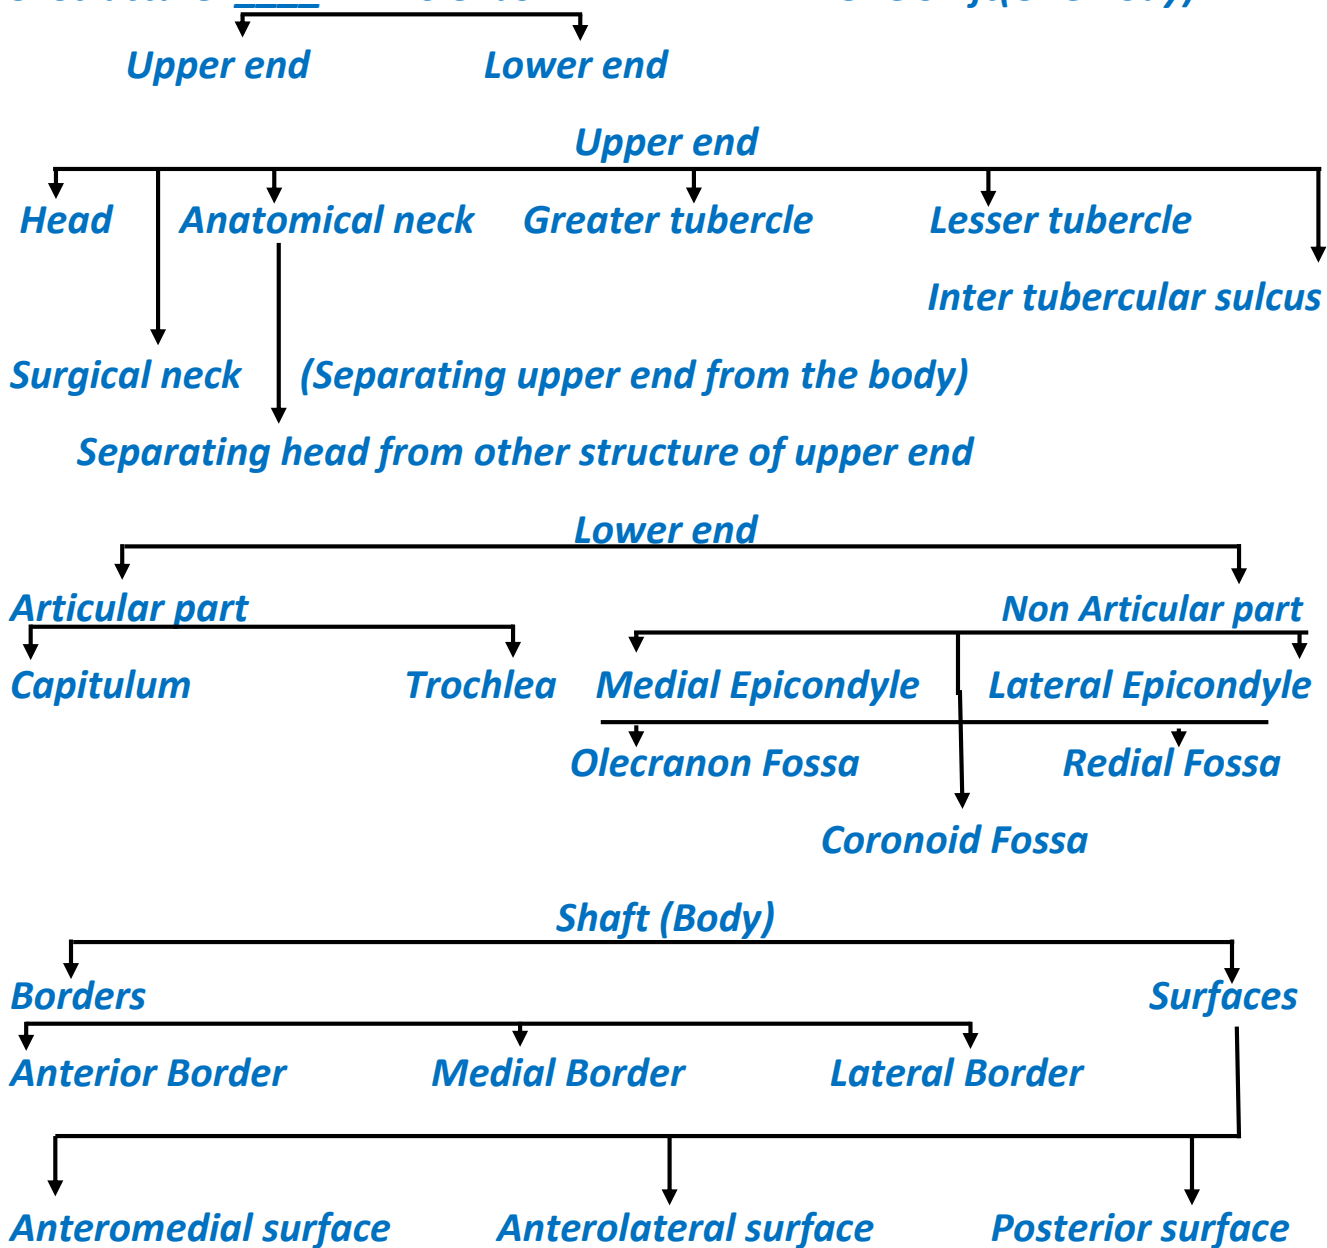 Upper end Lower end
Upper end
Head Anatomical neck Greater tubercle Lesser tubercle
Inter tubercular sulcus
Surgical neck (Separating upper end from the body)
Separating head from other structure of upper end
Lower end
Articular part Non Articular part
Capitulum Trochlea Medial Epicondyle Lateral Epicondyle
Olecranon Fossa Redial Fossa
Coronoid Fossa
Shaft (Body)
Borders Surfaces
Anterior Border Medial Border Lateral Border
Anteromedial surface Anterolateral surface Posterior surface